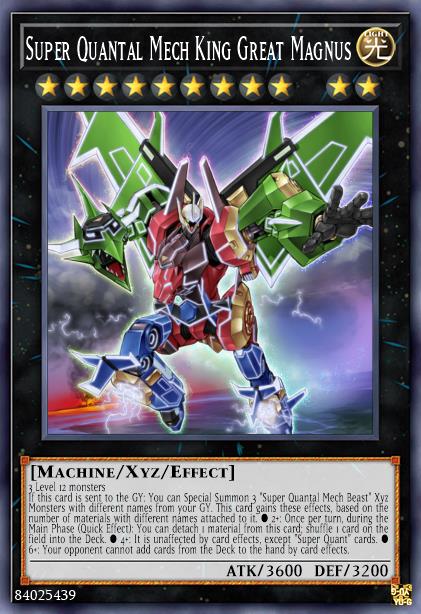 SUPER QUANTAL MECH KING GREAT MAGNUS
LIGHT
光
[MACHINE/XYZ/EFFECT]
3 Level 12 monsters
If this card is sent to the GY: You can Special Summon 3 "Super Quantal Mech Beast" Xyz
Monsters with different names from your GY. This card gains these effects, based on the
number of materials with different names attached to it. ● 2+: Once per turn, during the
Main Phase (Quick Effect): You can detach 1 material from this card; shuffle 1 card on the
field into the Deck. ● 4+: It is unaffected by card effects, except "Super Quant" cards. ●
6+: Your opponent cannot add cards from the Deck to the hand by card effects.
ATK/3600 DEF/3200
84025439